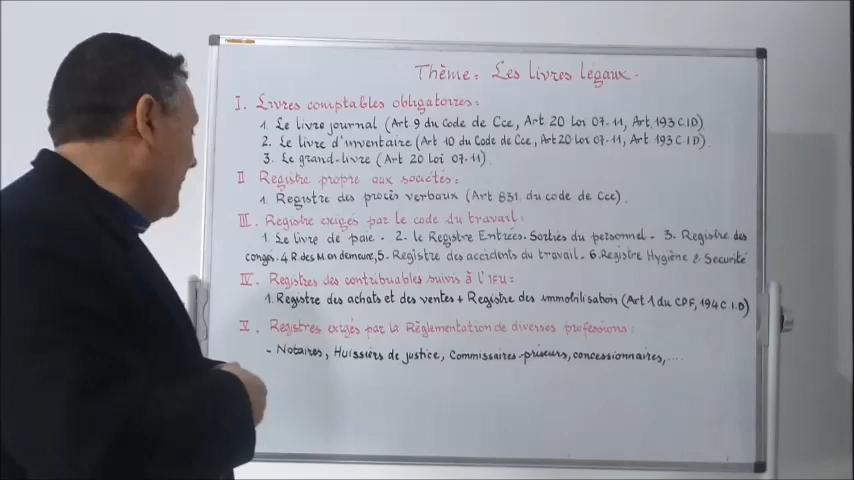 Thème: Les livres légaux.
I. Livres comptables obligatoires:
1. Le livre journal (Art 9 du Code de Cce, Art 20 Loi 07-11, Art 193 C.I.D)
2. Le livre d'inventaire (Art 10 du Code de Cce, Art 20 Loi 07-11, Art 193 C.I.D).
3. Le grand-livre (Art 20 Loi 07-11).
II Registre propre aux sociétés:
1. Registre des procès verbaux (Art 831 du code de Cce).
III. Registre exigés par le code du travail:
1. Le livre de paie - 2. le Registre Entrées-Sorties du personnel - 3. Registre des
congés. 4 R des M en demeure, 5. Registre des accidents du travail - 6. Registre Hygiène & Securité
IV. Registres des contribuables suivis à l'IFU:
1. Registre des achats et des ventes + Registre des immobilisation (Art 1 du CPF, 194 C.I.D)
V. Registres exigés par la Règlementation de diverses professions:
- Notaires, Huissiers de justice, Commissaires-priseurs, concessionnaires, ....